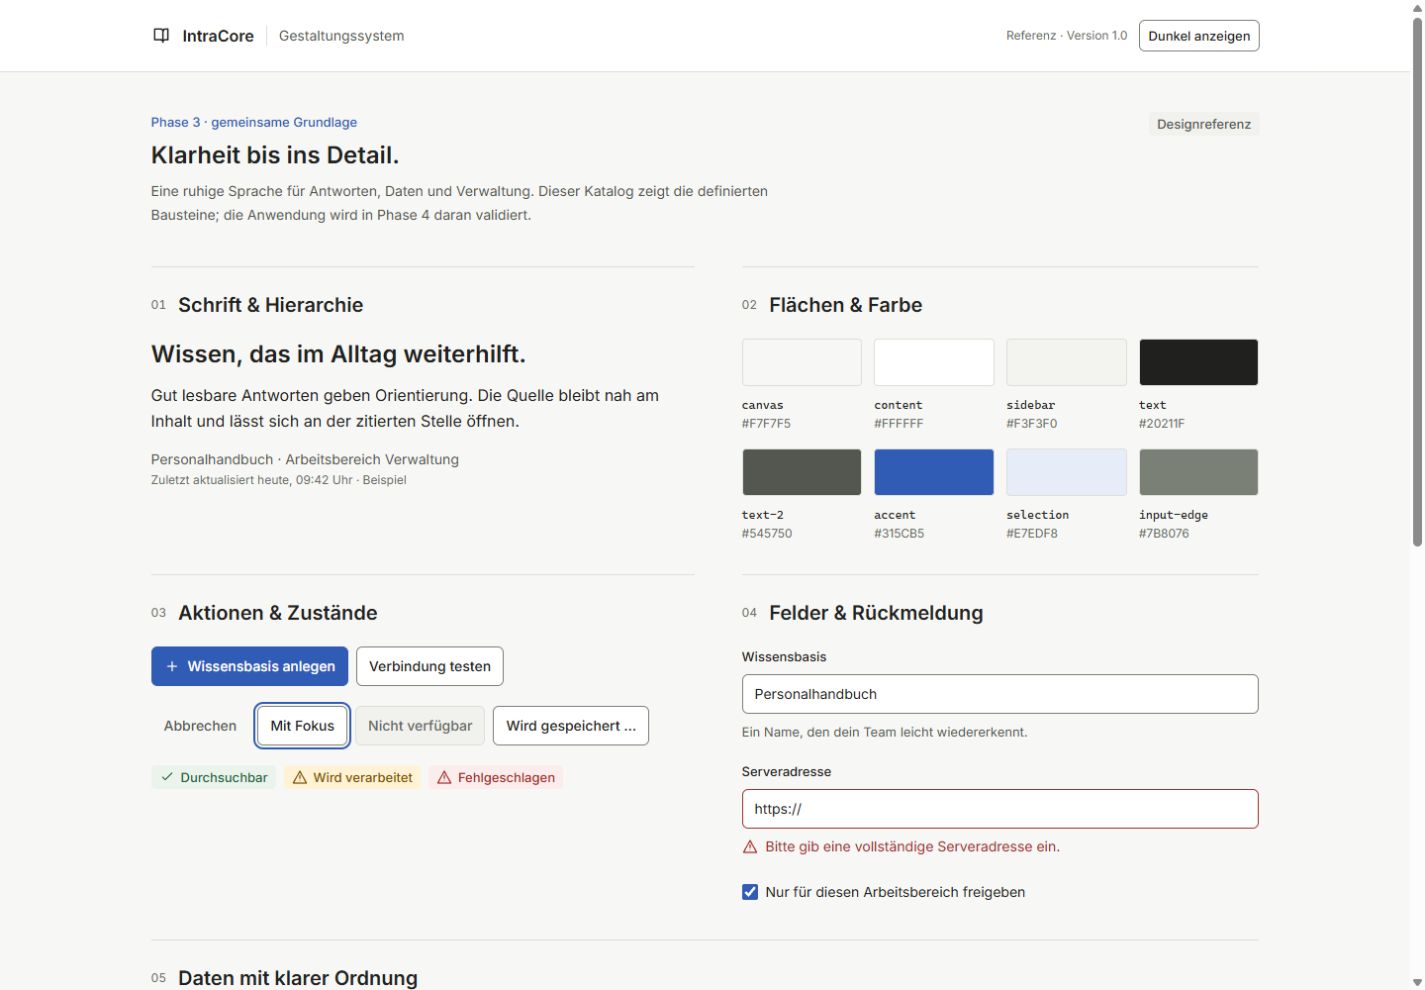 IntraCore
Gestaltungssystem
Referenz · Version 1.0
Dunkel anzeigen
Phase 3 · gemeinsame Grundlage
Designreferenz
Klarheit bis ins Detail.
Eine ruhige Sprache für Antworten, Daten und Verwaltung. Dieser Katalog zeigt die definierten
Bausteine; die Anwendung wird in Phase 4 daran validiert.
01 Schrift & Hierarchie
Wissen, das im Alltag weiterhilft.
Gut lesbare Antworten geben Orientierung. Die Quelle bleibt nah am
Inhalt und lässt sich an der zitierten Stelle öffnen.
Personalhandbuch · Arbeitsbereich Verwaltung
Zuletzt aktualisiert heute, 09:42 Uhr · Beispiel
02 Flächen & Farbe
canvas
#F7F7F5
content
#FFFFFF
sidebar
#F3F3F0
text
#20211F
text-2
#545750
accent
#315CB5
selection
#E7EDF8
input-edge
#7B8076
03 Aktionen & Zustände
Wissensbasis anlegen
Verbindung testen
Abbrechen
Mit Fokus
Nicht verfügbar
Wird gespeichert ...
Durchsuchbar
Wird verarbeitet
Fehlgeschlagen
04 Felder & Rückmeldung
Wissensbasis
Personalhandbuch
Ein Name, den dein Team leicht wiedererkennt.
Serveradresse
https://
Bitte gib eine vollständige Serveradresse ein.
Nur für diesen Arbeitsbereich freigeben
05 Daten mit klarer Ordnung